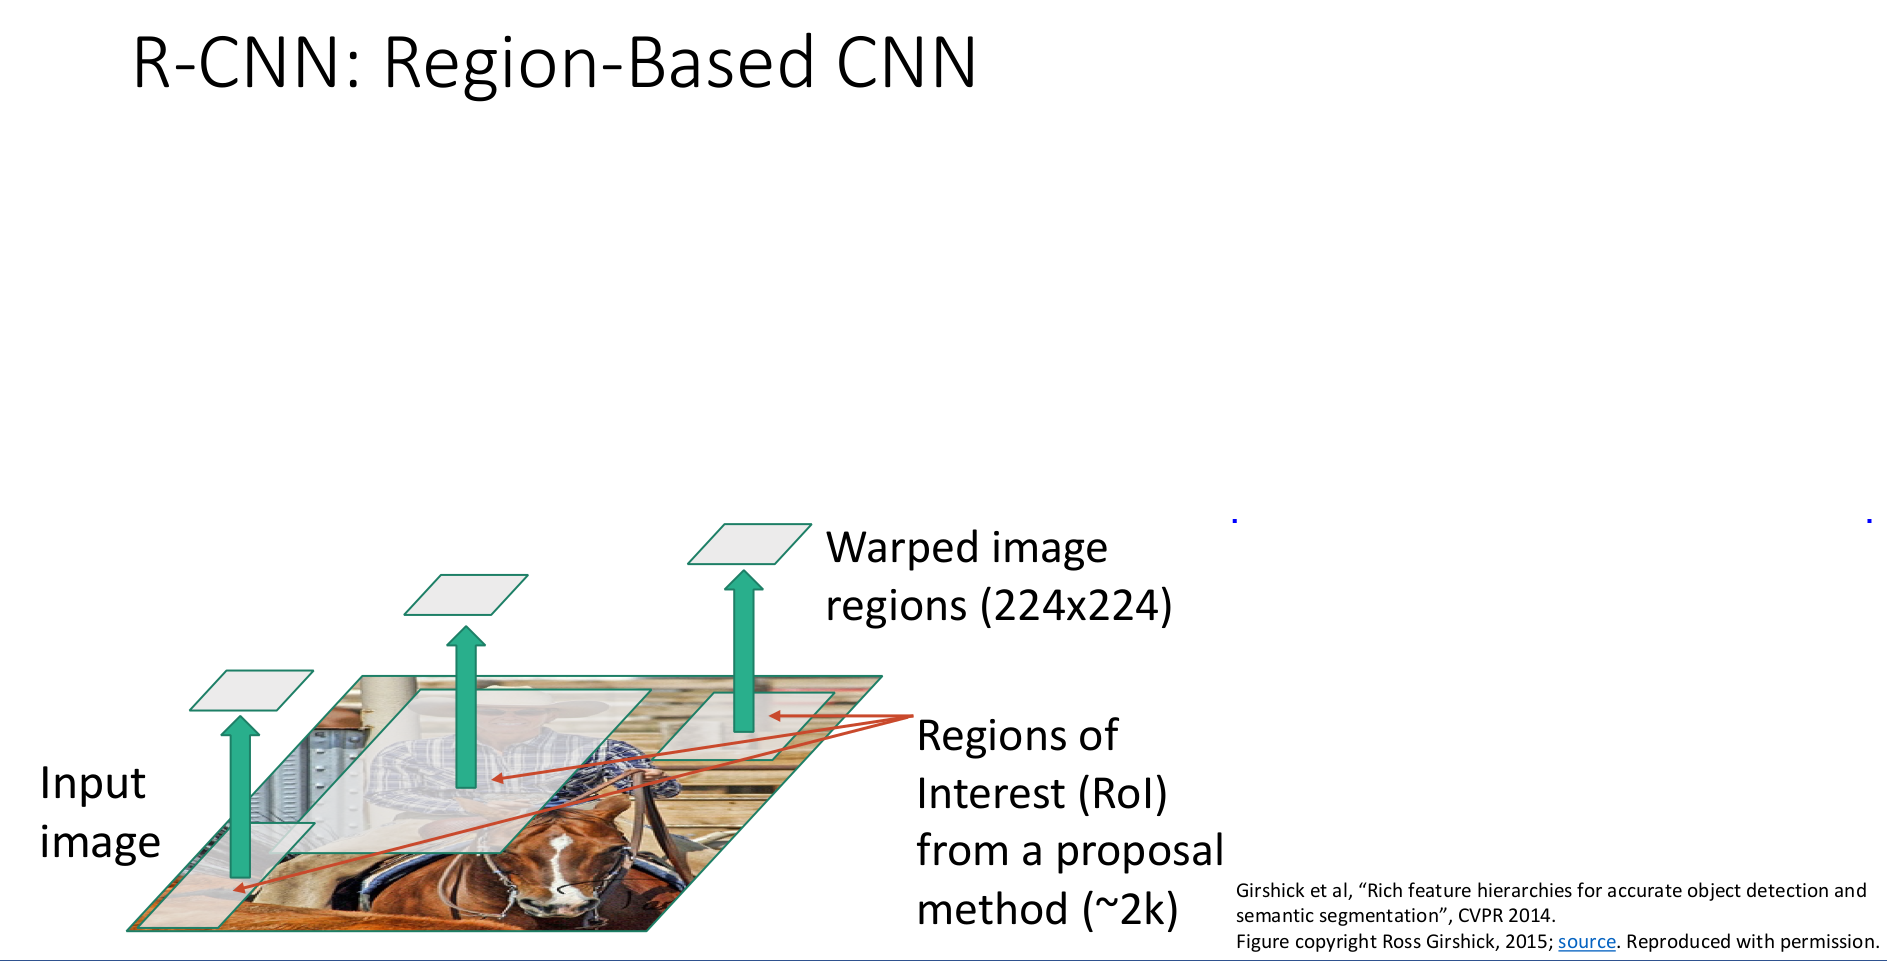 R-CNN: Region-Based CNN
Warped image
regions (224x224)
Input
image
Regions of
Interest (RoI)
from a proposal
method (~2k)
Girshick et al, “Rich feature hierarchies for accurate object detection and
semantic segmentation”, CVPR 2014.
Figure copyright Ross Girshick, 2015; source. Reproduced with permission.